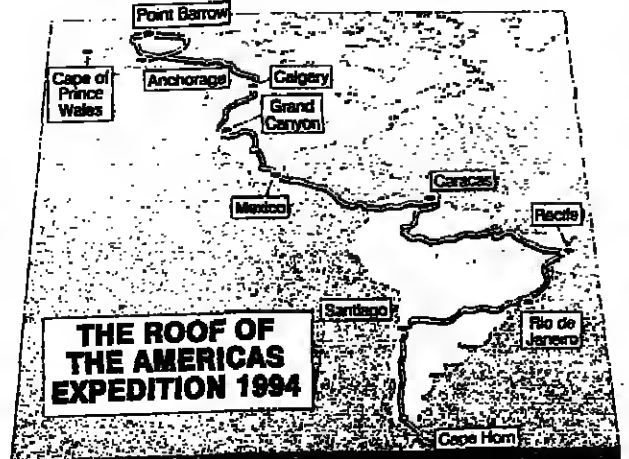 Point Barrow
Cape of
Prince
Wales
Anchorage
Calgary
Grand
Canyon
Mexico
Caracas
Recife
Santiago
Rio de
Janeiro
THE ROOF OF
THE AMERICAS
EXPEDITION 1994
Cape Horn